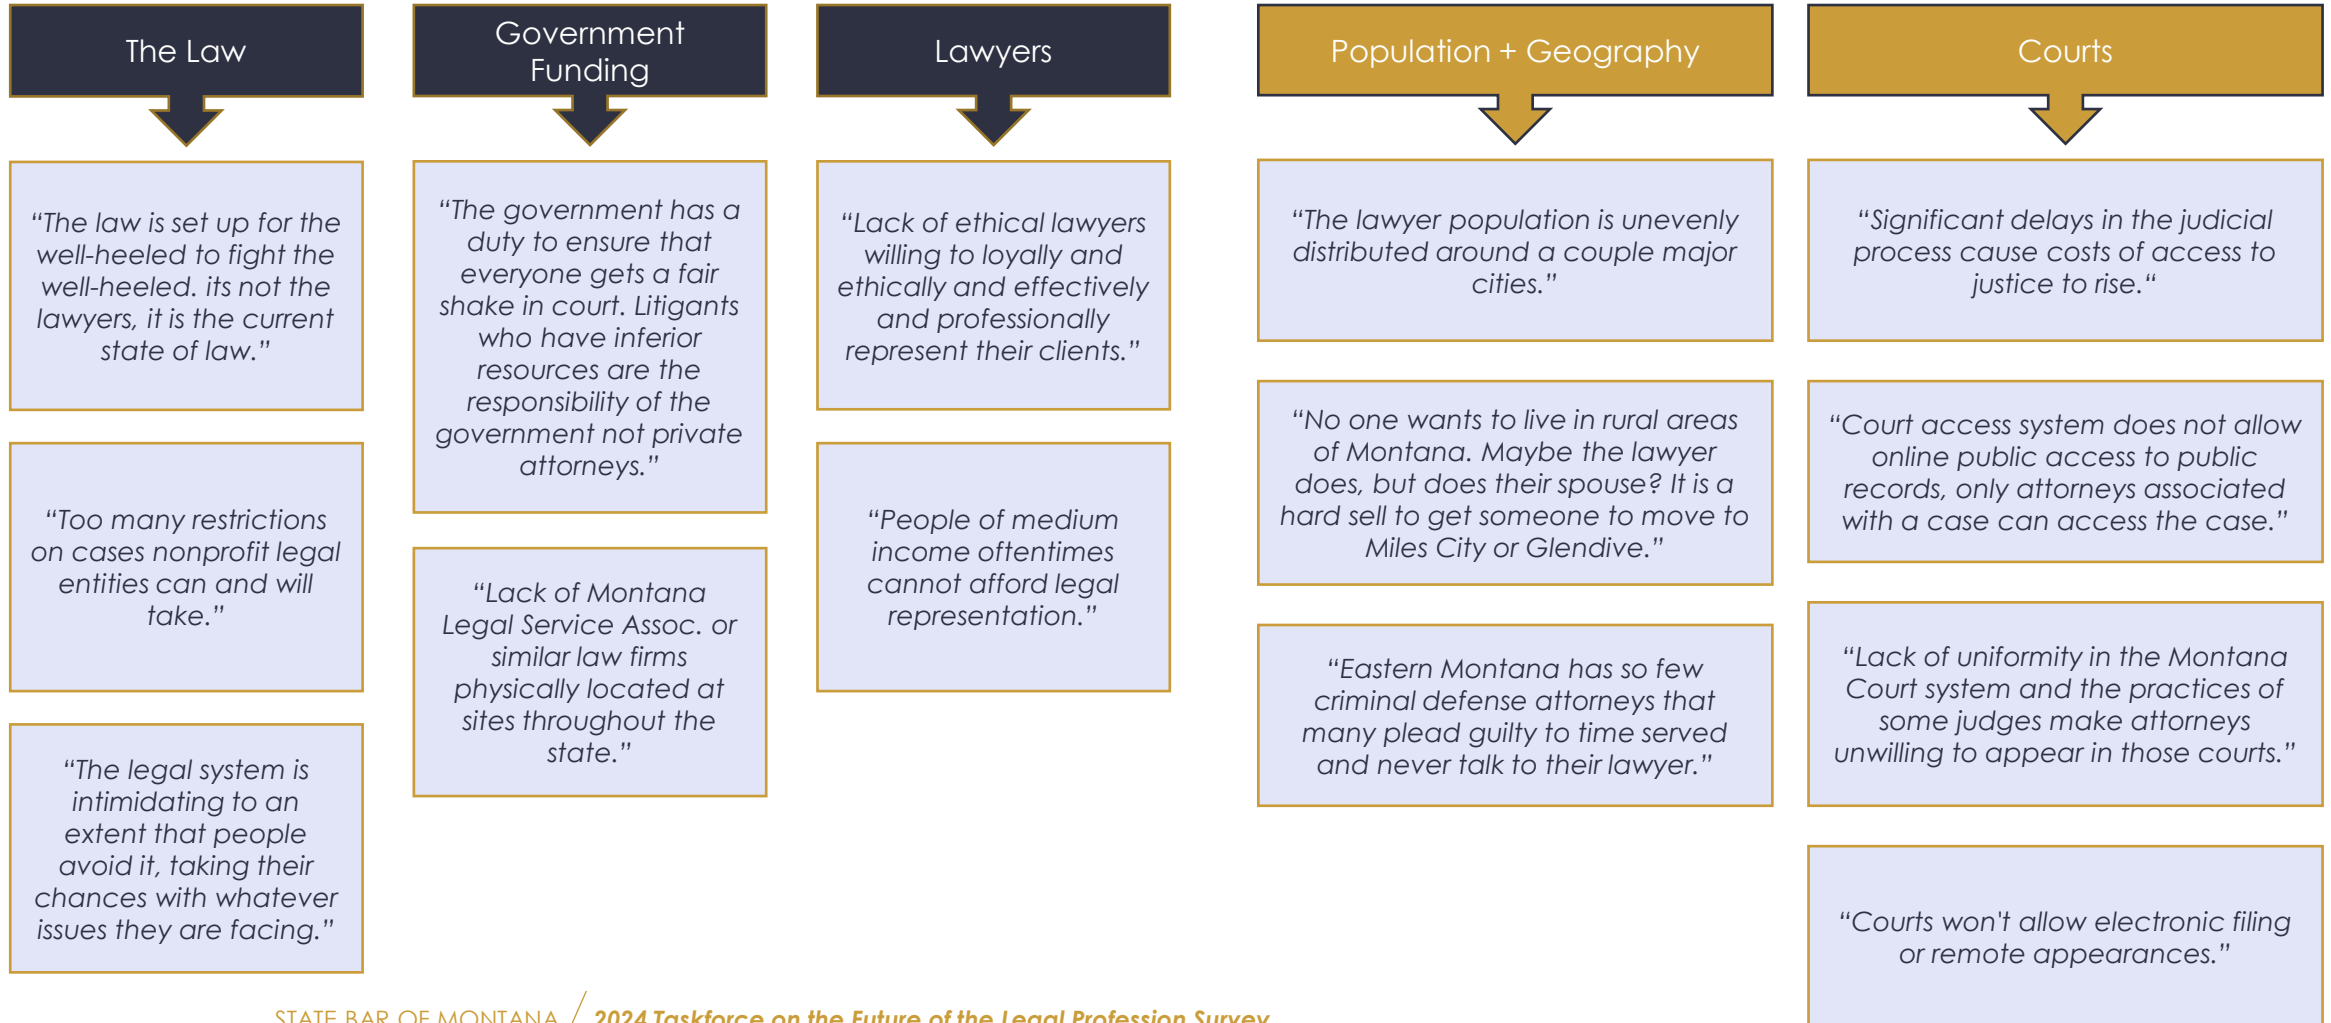 The Law
“The law is set up for the
well-heeled to fight the
well-heeled. its not the
lawyers, it is the current
state of law.”
“Too many restrictions
on cases nonprofit legal
entities can and will
take.”
“The legal system is
intimidating to an
extent that people
avoid it, taking their
chances with whatever
issues they are facing.”
Government
Funding
“The government has a
duty to ensure that
everyone gets a fair
shake in court. Litigants
who have inferior
resources are the
responsibility of the
government not private
attorneys.”
“Lack of Montana
Legal Service Assoc. or
similar law firms
physically located at
sites throughout the
state.”
Lawyers
“Lack of ethical lawyers
willing to loyally and
ethically and effectively
and professionally
represent their clients.”
“People of medium
income oftentimes
cannot afford legal
representation.”
Population + Geography
“The lawyer population is unevenly
distributed around a couple major
cities.”
“No one wants to live in rural areas
of Montana. Maybe the lawyer
does, but does their spouse? It is a
hard sell to get someone to move to
Miles City or Glendive.”
“Eastern Montana has so few
criminal defense attorneys that
many plead guilty to time served
and never talk to their lawyer.”
Courts
“Significant delays in the judicial
process cause costs of access to
justice to rise.“
“Court access system does not allow
online public access to public
records, only attorneys associated
with a case can access the case.”
“Lack of uniformity in the Montana
Court system and the practices of
some judges make attorneys
unwilling to appear in those courts.”
“Courts won't allow electronic filing
or remote appearances.”
STATE BAR OF MONTANA / 2024 Taskforce on the Future of the Legal Profession Survey